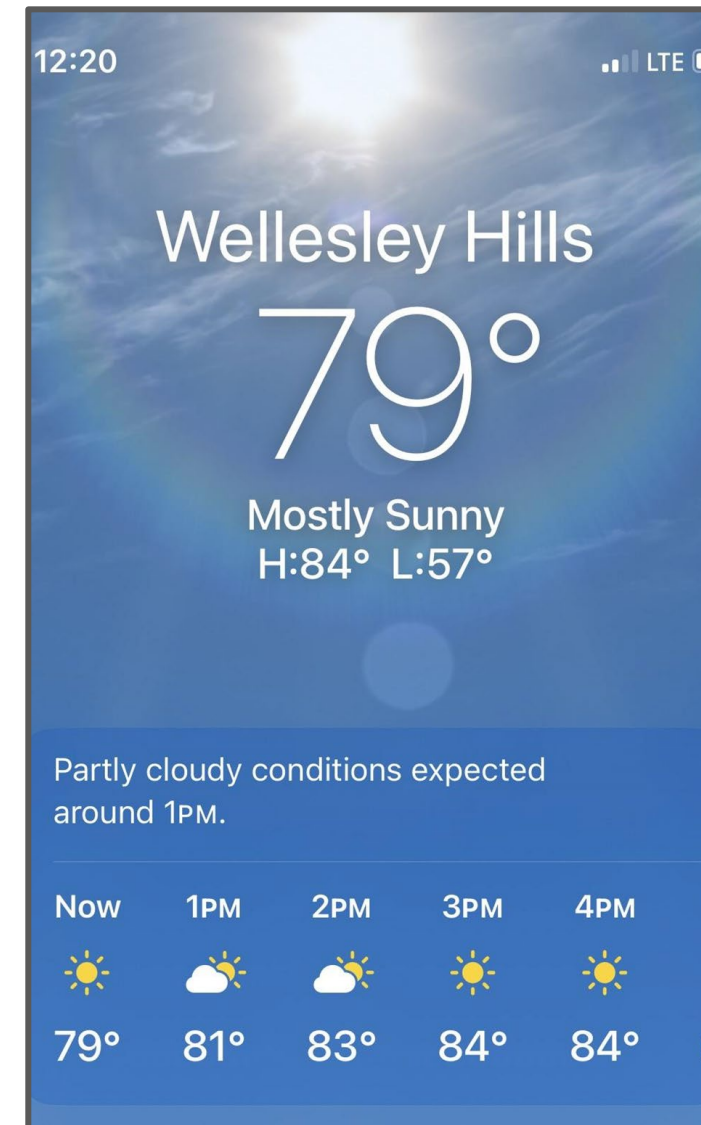 12:20 LTE
Wellesley Hills
79°
Mostly Sunny
H:84° L:57°
Partly cloudy conditions expected
around 1PM.
Now 1PM 2PM 3PM 4PM
79° 81° 83° 84° 84°